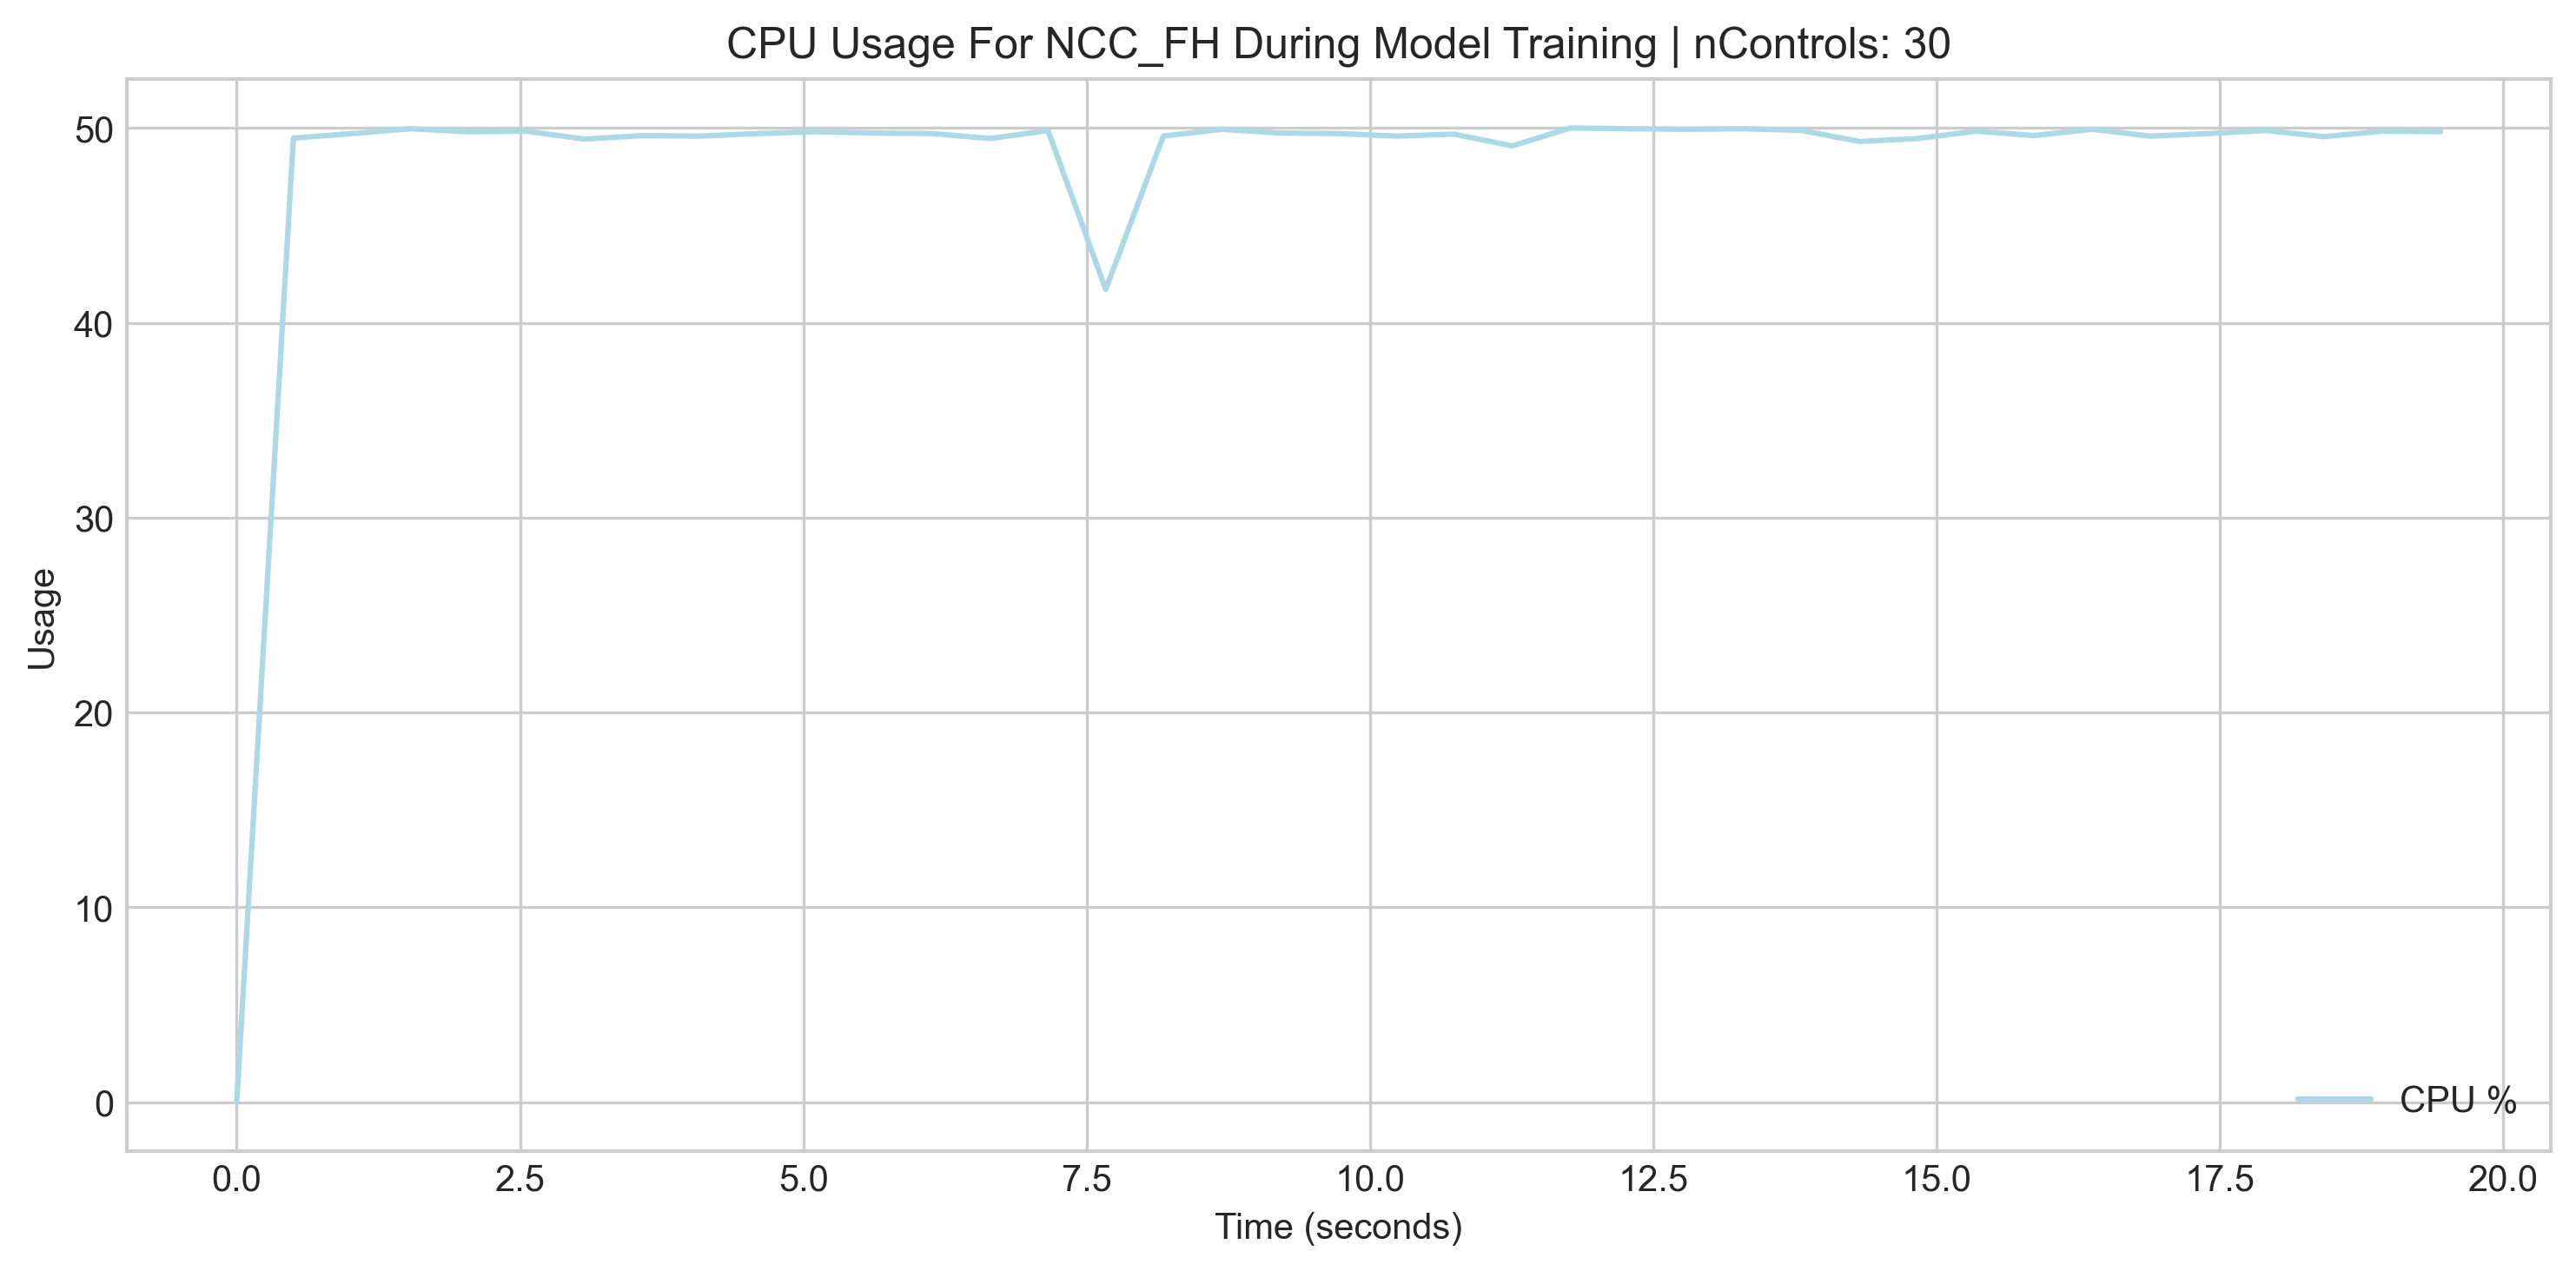 CPU Usage For NCC_FH During Model Training | nControls: 30
Usage
50
40
30
20
10
0
CPU %
0.0 2.5 5.0 7.5 10.0 12.5 15.0 17.5 20.0
Time (seconds)